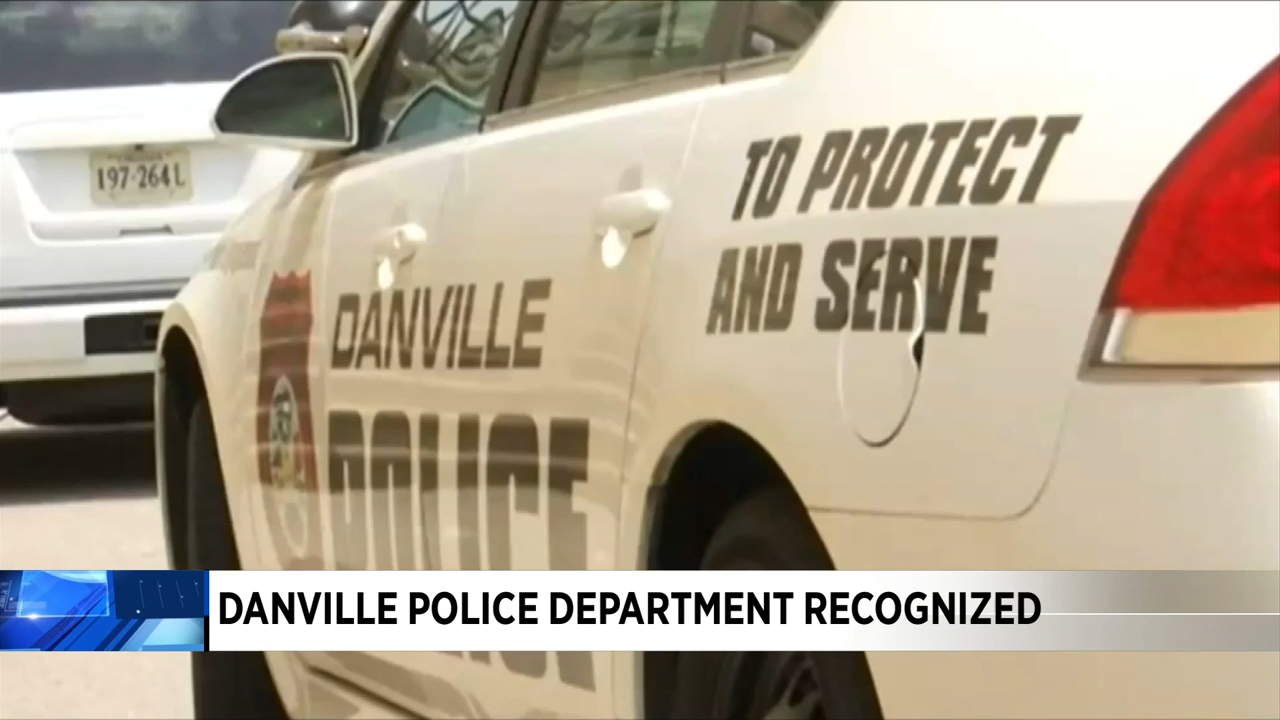 197-264L
TO PROTECT
AND SERVE
DANVILLE
POLICE
DANVILLE POLICE DEPARTMENT RECOGNIZED